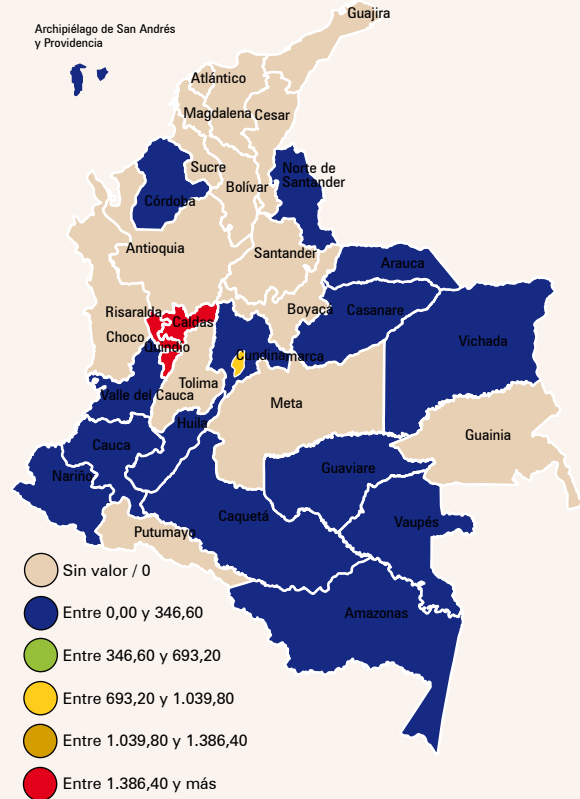 Guajira
Archipiélago de San Andrés
y Providencia
Atlántico
Magdalena
Cesar
Sucre
Bolívar
Norte de
Santander
Córdoba
Antioquia
Santander
Arauca
Risaralda
Caldas
Boyacá
Casanare
Choco
Quindio
Cundinamarca
Vichada
Tolima
Valle del Cauca
Meta
Huila
Cauca
Guainia
Nariño
Guaviare
Caquetá
Vaupés
Putumayo
Sin valor / 0
Entre 0,00 y 346,60
Amazonas
Entre 346,60 y 693,20
Entre 693,20 y 1.039,80
Entre 1.039,80 y 1.386,40
Entre 1.386,40 y más